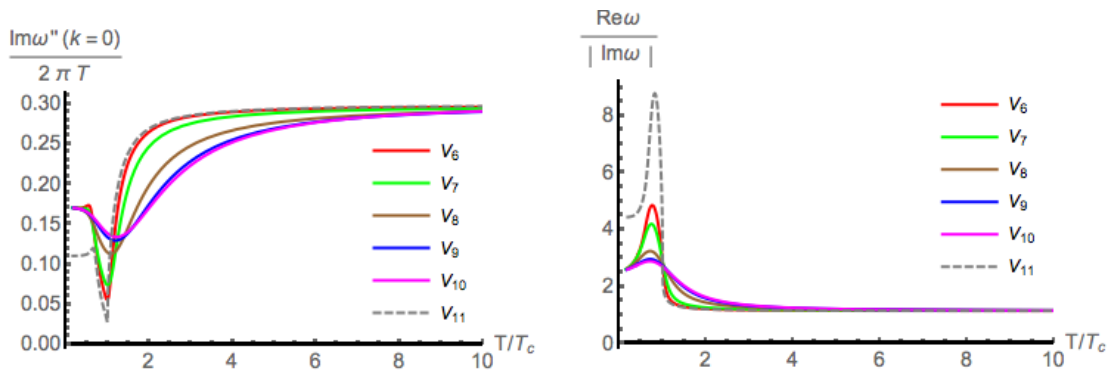 Imω" (k = 0)
2 π T
0.30
0.25
0.20
0.15
0.10
0.05
0.00
2
4
6
8
10
T/Tc
V6
V7
V8
V9
V10
V11
Reω
| Imω |
8
6
4
2
0
2
4
6
8
10
T/Tc
V6
V7
V8
V9
V10
V11